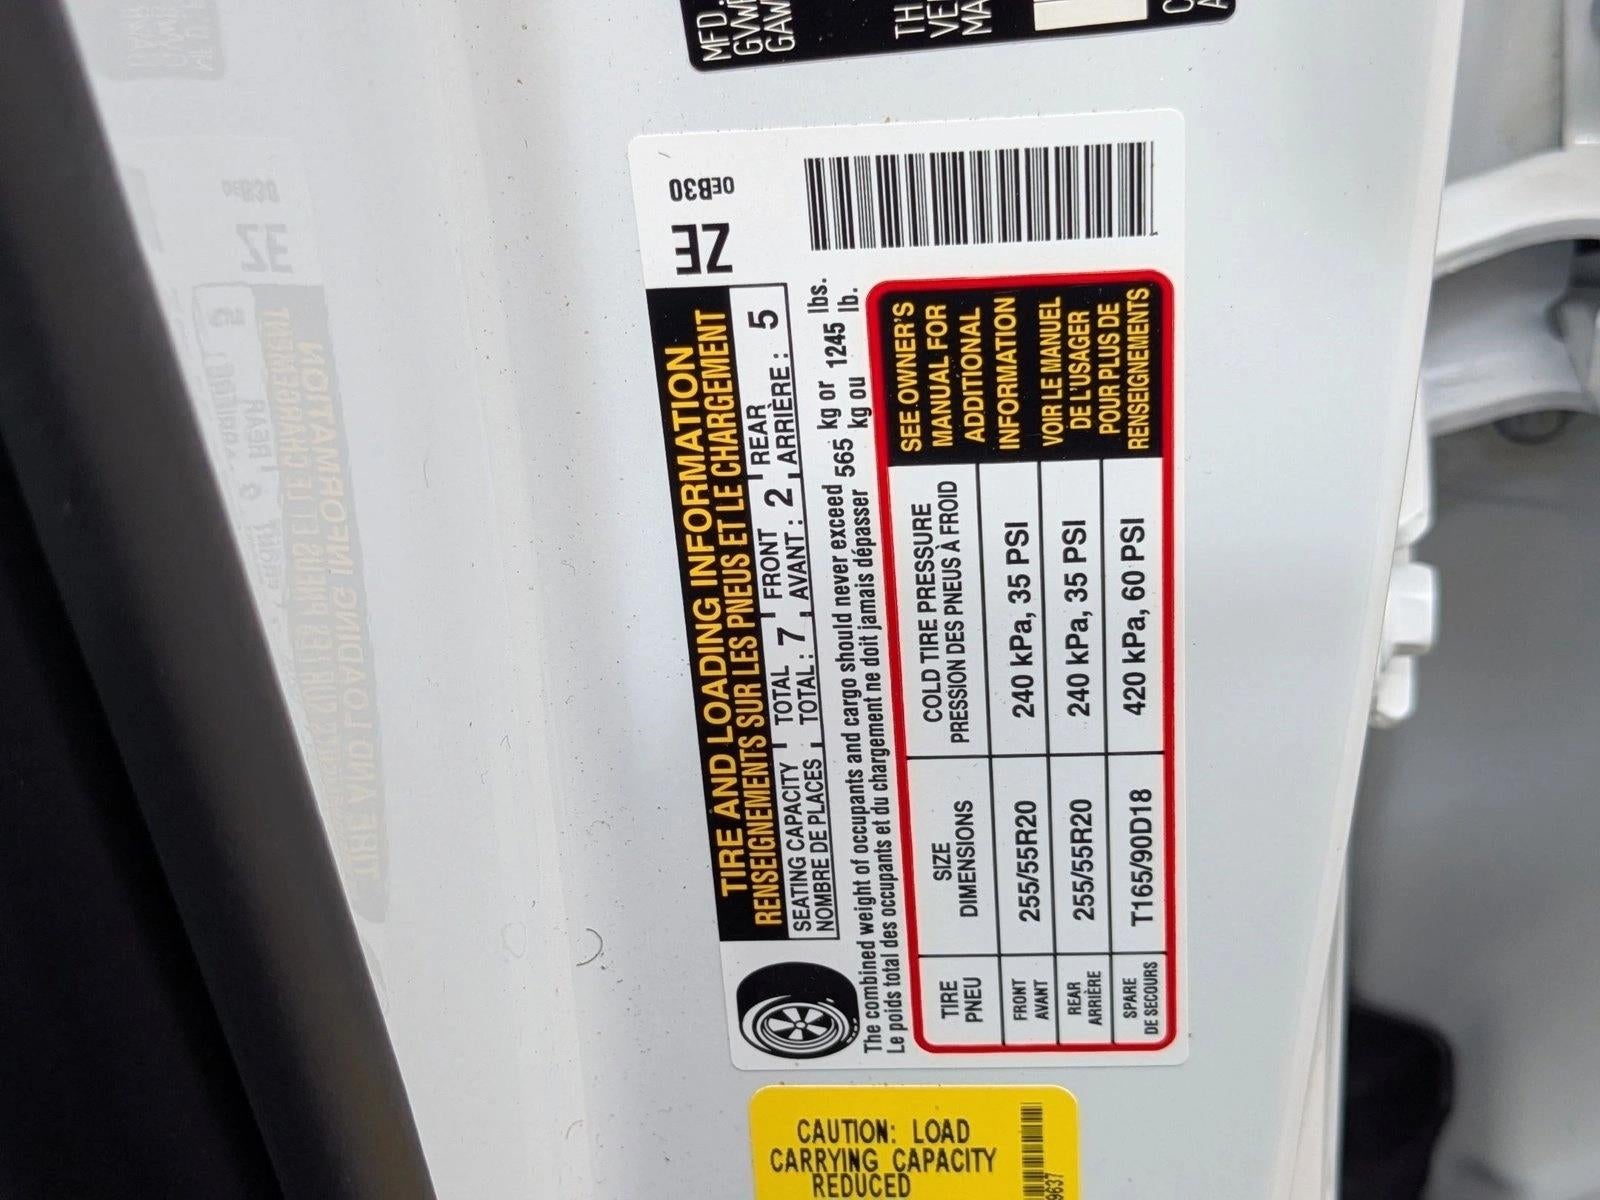 MFD.
GVW
GAW
TH
VE
MA
TIRE AND LOADING INFORMATION
RENSEIGNEMENTS SUR LES PNEUS ET LE CHARGEMENT
ZE
0EB30
SEATING CAPACITY TOTAL 7 FRONT 2 REAR 5
NOMBRE DE PLACES TOTAL : 7 AVANT : 2 ARRIÈRE : 5
The combined weight of occupants and cargo should never exceed 565 kg or 1245 lbs.
Le poids total des occupants et du chargement ne doit jamais dépasser 565 kg ou 1245 lb.
TIRE SIZE COLD TIRE PRESSURE
PNEU DIMENSIONS PRESSION DES PNEUS À FROID
FRONT 255/55R20 240 kPa, 35 PSI
AVANT
REAR 255/55R20 240 kPa, 35 PSI
ARRIÈRE
SPARE T165/90D18 420 kPa, 60 PSI
DE SECOURS
SEE OWNER'S
MANUAL FOR
ADDITIONAL
INFORMATION
VOIR LE MANUEL
DE L'USAGER
POUR PLUS DE
RENSEIGNEMENTS
CAUTION: LOAD
CARRYING CAPACITY
REDUCED
9637